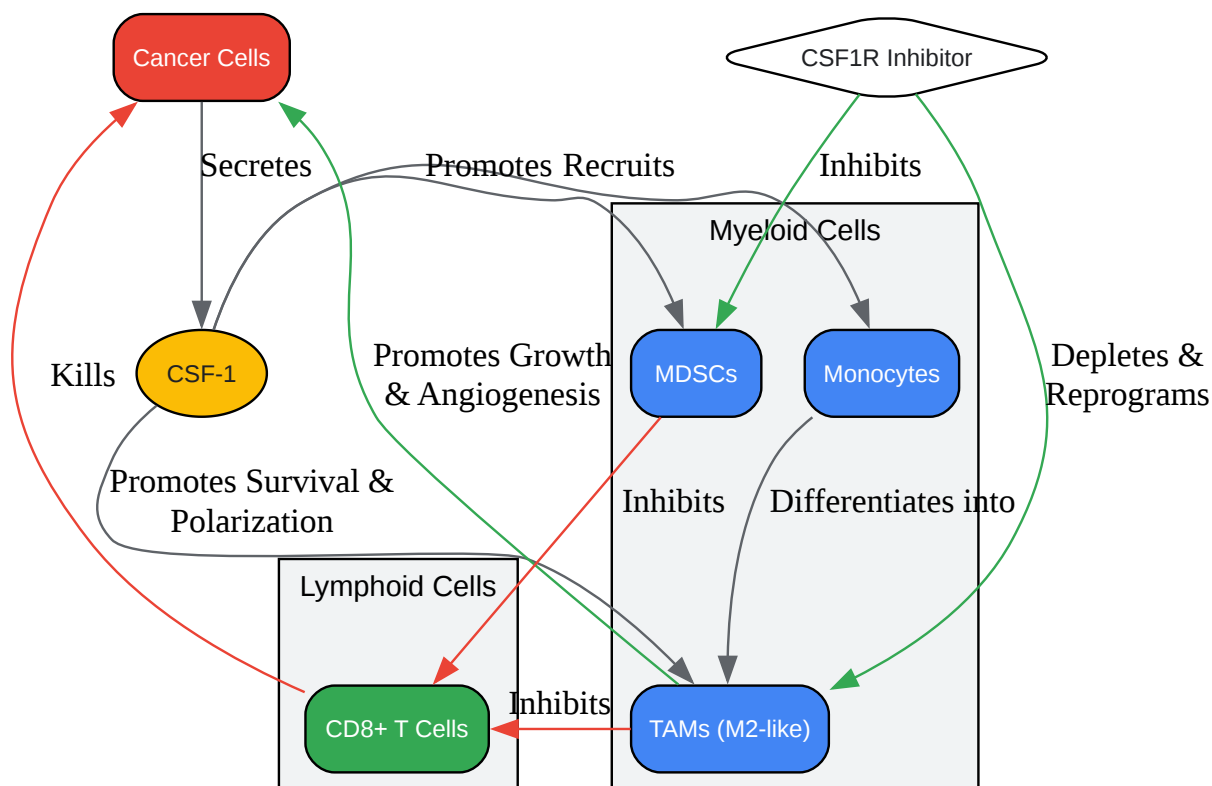 Cancer Cells
CSF1R Inhibitor
Secretes
Promotes
Recruits
Inhibits
Myeloid Cells
Kills
CSF-1
Promotes Growth
& Angiogenesis
MDSCs
Monocytes
Depletes &
Reprograms
Promotes Survival &
Polarization
Inhibits
Differentiates into
Lymphoid Cells
CD8+ T Cells
Inhibits
TAMs (M2-like)